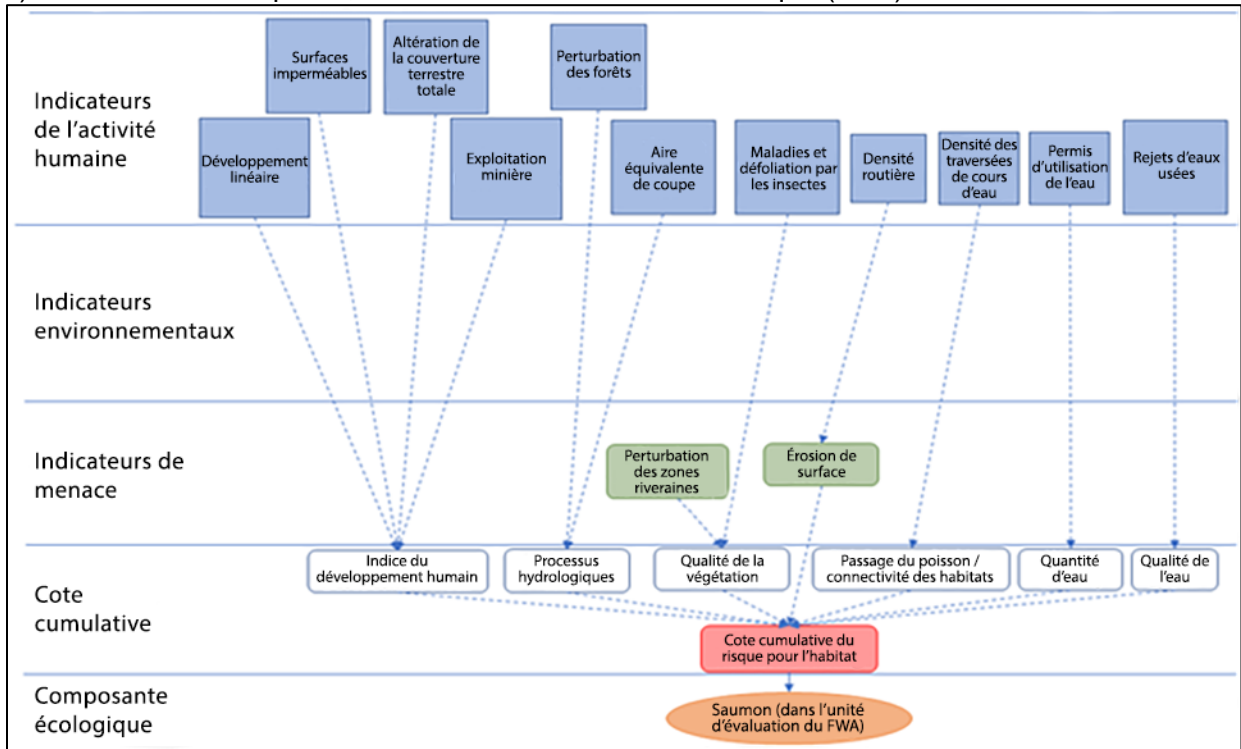 Indicateurs
de l'activité
humaine
Surfaces
imperméables
Altération de
la couverture
terrestre
totale
Perturbation
des forêts
Développement
linéaire
Exploitation
minière
Aire
équivalente
de coupe
Maladies et
défoliation par
les insectes
Densité
routière
Densité des
traversées
de cours
d'eau
Permis
d'utilisation
de l'eau
Rejets d'eaux
usées
Indicateurs
environnementaux
Indicateurs de
menace
Perturbation
des zones
riveraines
Érosion de
surface
Cote
cumulative
Indice du
développement humain
Processus
hydrologiques
Qualité de la
végétation
Passage du poisson /
connectivité des habitats
Quantité
d'eau
Qualité de
l'eau
Cote cumulative du
risque pour l'habitat
Composante
écologique
Saumon (dans l'unité
d'évaluation du FWA)